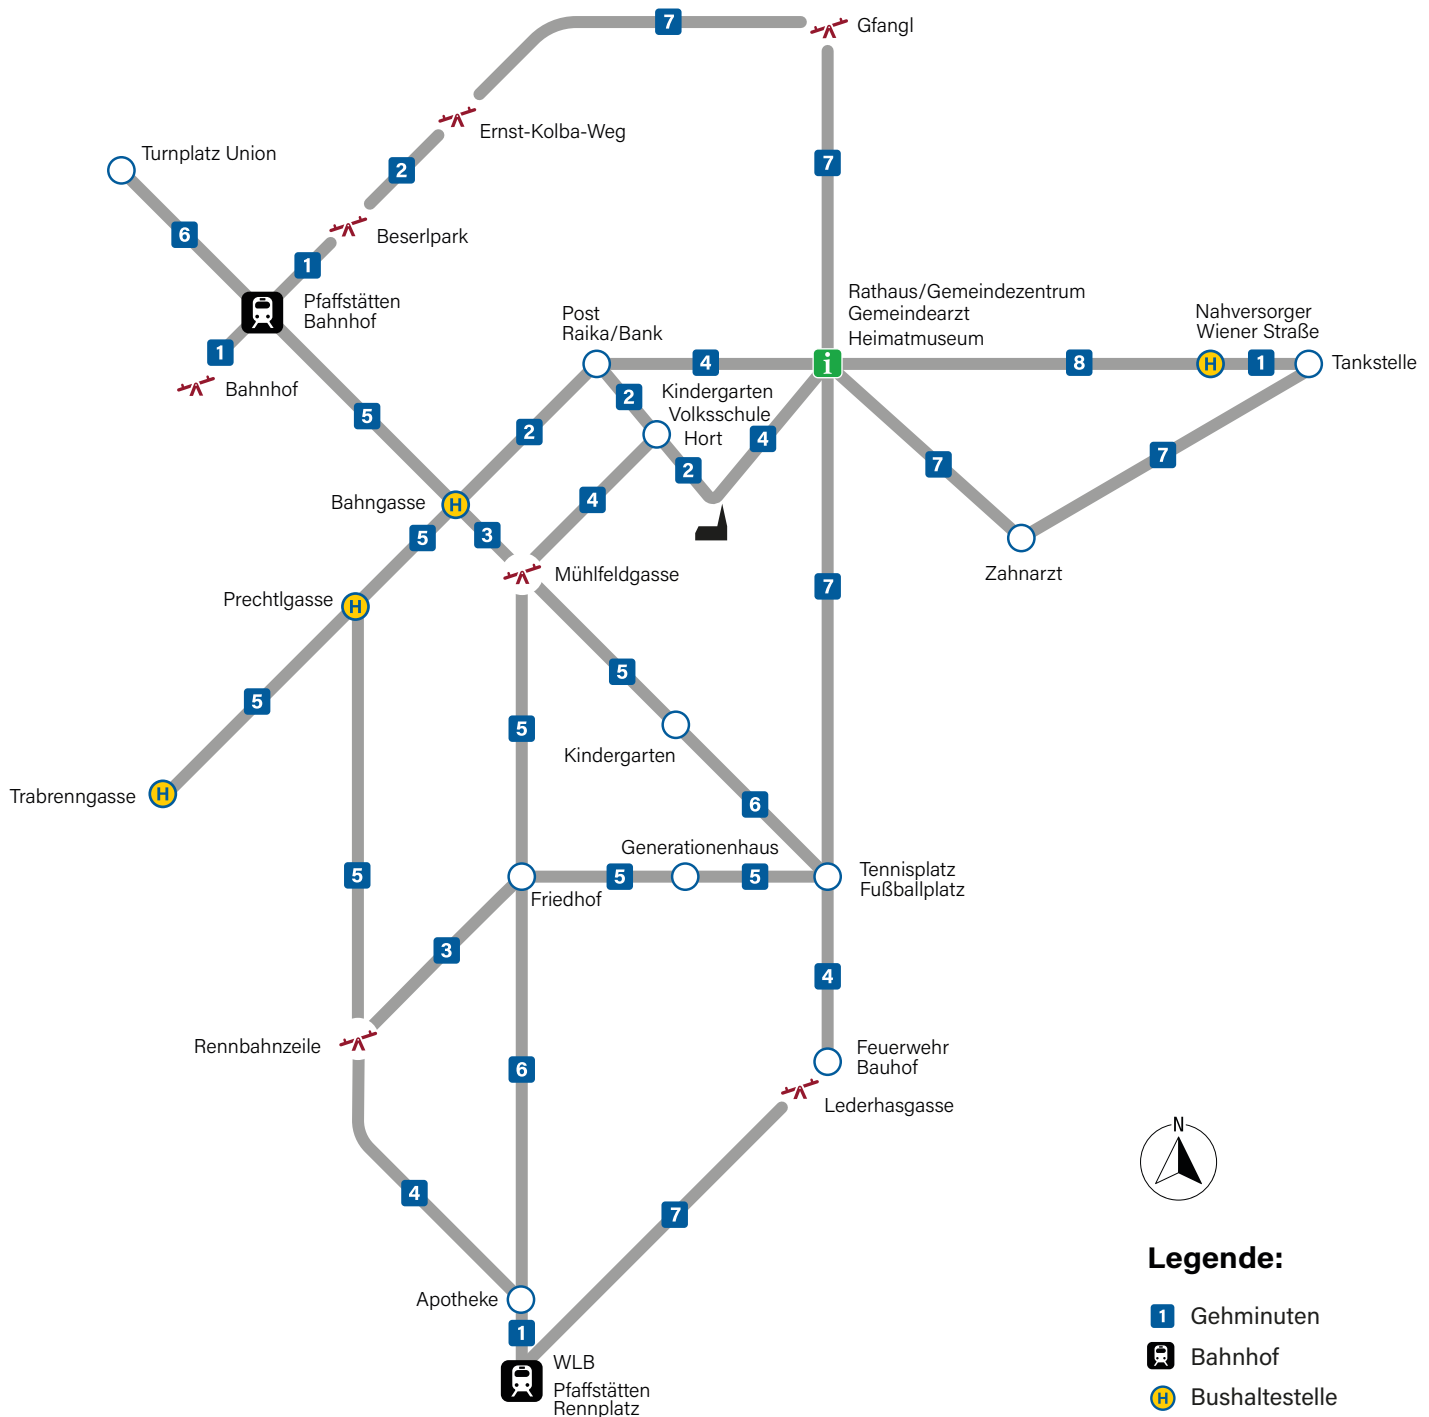 7
Gfangl
Ernst-Kolba-Weg
Turnplatz Union
2
7
6
Beserlpark
1
Pfaffstätten
Bahnhof
1
Bahnhof
Post
Raika/Bank
Rathaus/Gemeindezentrum
Gemeindearzt
Heimatmuseum
Nahversorger
Wiener Straße
4
i
8
H
1
Tankstelle
2
Kindergarten
Volksschule
Hort
5
2
4
2
7
7
Bahngasse
H
4
5
3
Zahnarzt
Mühlfeldgasse
7
Prechtlgasse
H
5
5
5
Kindergarten
Trabrenngasse
H
6
Generationenhaus
5
5
5
Tennisplatz
Fußballplatz
Friedhof
3
4
Rennbahnzeile
6
Feuerwehr
Bauhof
Lederhasgasse
N
4
7
Legende:
Apotheke
1
1 Gehminuten
WLB
Pfaffstätten
Rennplatz
Bahnhof
H Bushaltestelle